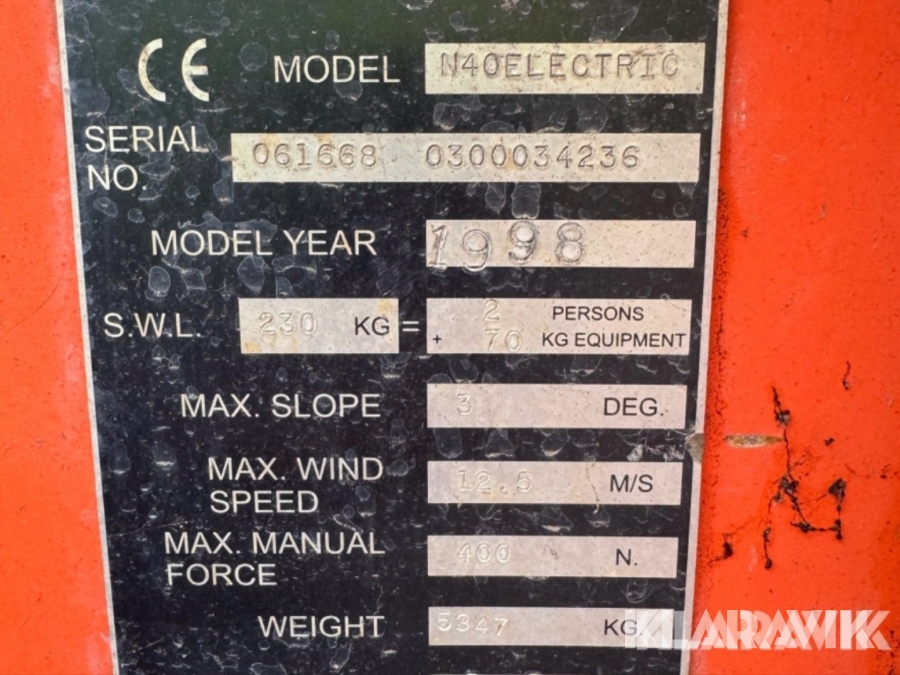 CE MODEL N40ELECTRIC
SERIAL NO. 061668 0300034236
MODEL YEAR 1998
S.W.L. 230 KG = 2 PERSONS
+ 70 KG EQUIPMENT
MAX. SLOPE 3 DEG.
MAX. WIND SPEED 12.5 M/S
MAX. MANUAL FORCE 400 N.
WEIGHT 5347 KG.
KLARAVIK